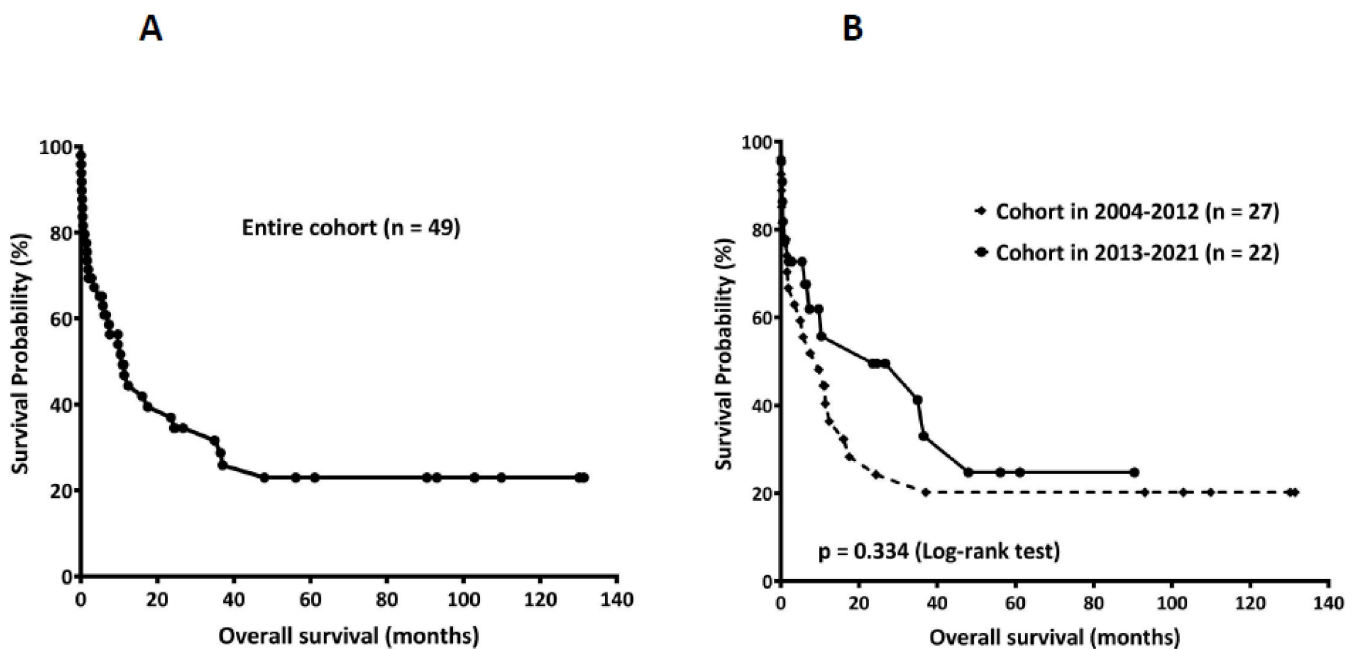 A
B
Survival Probability (%)
100
80
60
40
20
0
Entire cohort (n = 49)
0 20 40 60 80 100 120 140
Overall survival (months)
Survival Probability (%)
100
80
60
40
20
0
Cohort in 2004-2012 (n = 27)
Cohort in 2013-2021 (n = 22)
p = 0.334 (Log-rank test)
0 20 40 60 80 100 120 140
Overall survival (months)